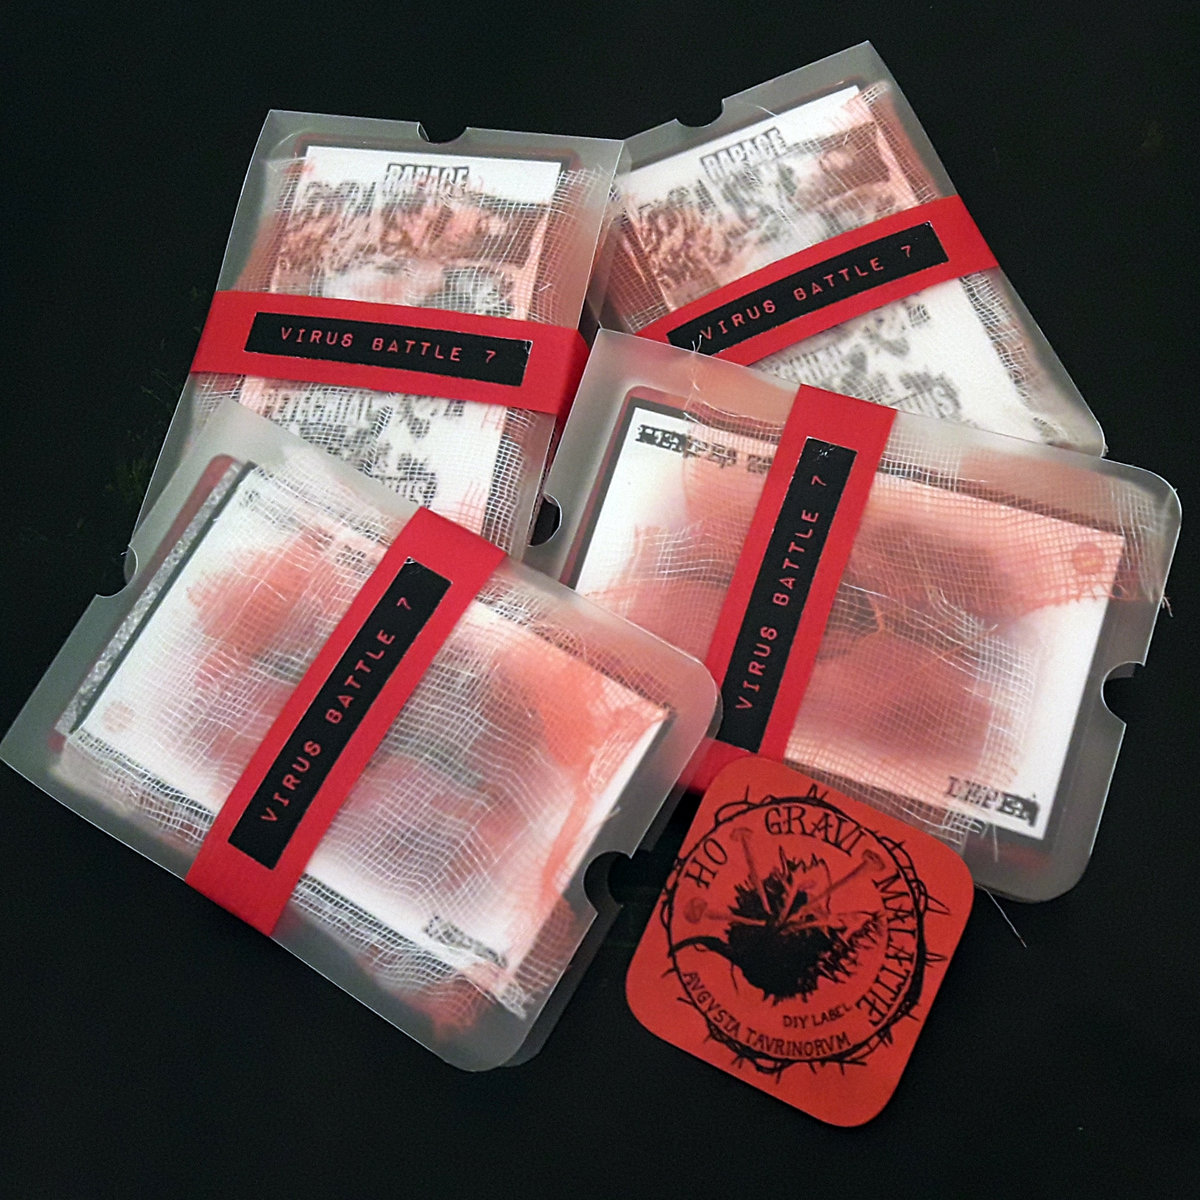 RAPACE
VIRUS BATTLE 7
RAPACE
VIRUS BATTLE 7
VIRUS BATTLE 7
LEPER
VIRUS BATTLE 7
LEPER
HO GRAVI MALATTIE
DIY LABEL
AVGVSTA TAVRINORVM